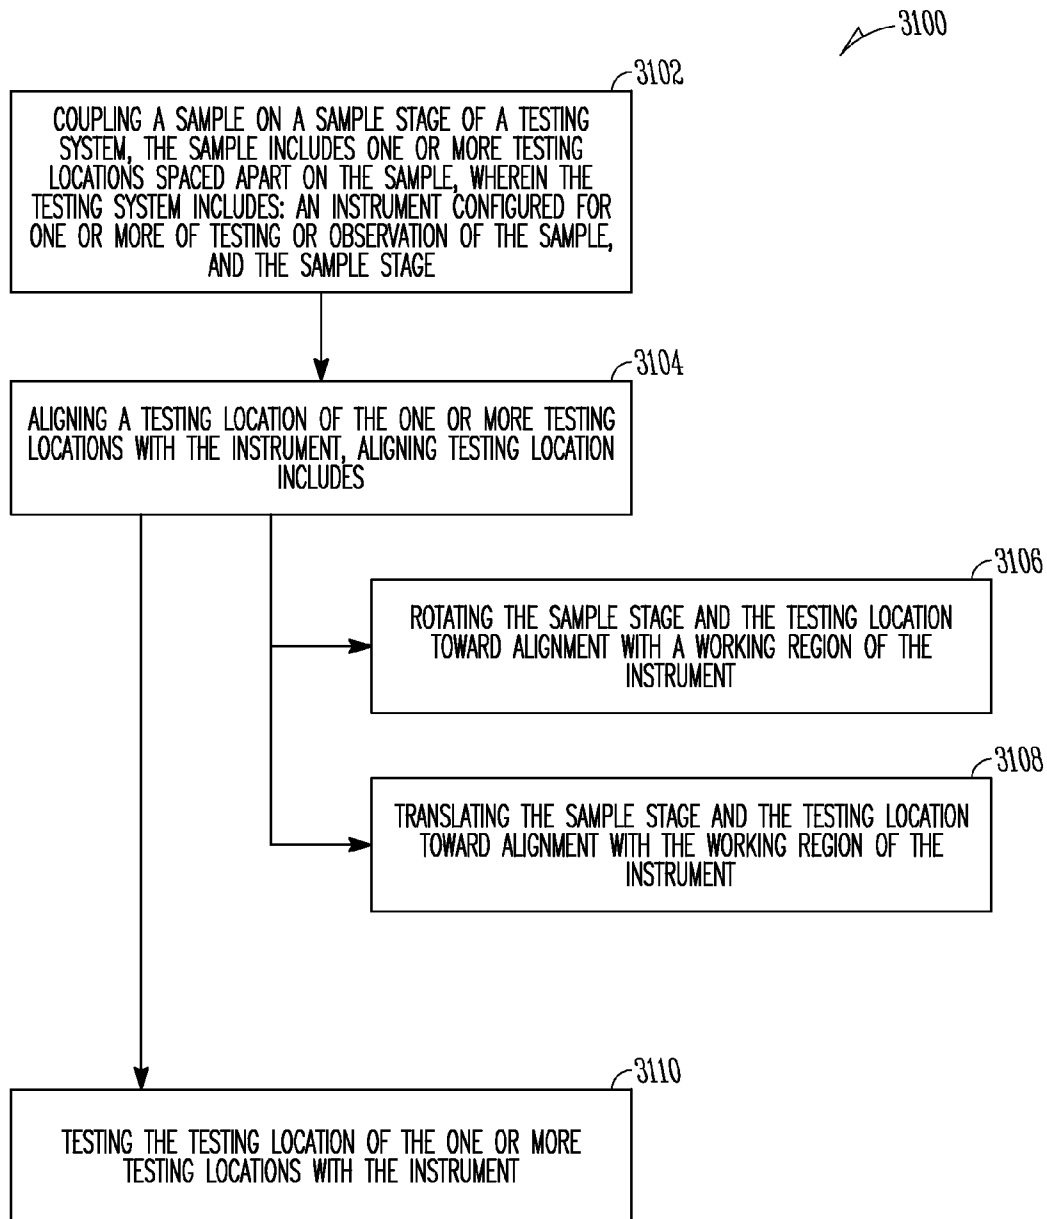 3100
3102
COUPLING A SAMPLE ON A SAMPLE STAGE OF A TESTING
SYSTEM, THE SAMPLE INCLUDES ONE OR MORE TESTING
LOCATIONS SPACED APART ON THE SAMPLE, WHEREIN THE
TESTING SYSTEM INCLUDES: AN INSTRUMENT CONFIGURED FOR
ONE OR MORE OF TESTING OR OBSERVATION OF THE SAMPLE,
AND THE SAMPLE STAGE
3104
ALIGNING A TESTING LOCATION OF THE ONE OR MORE TESTING
LOCATIONS WITH THE INSTRUMENT, ALIGNING TESTING LOCATION
INCLUDES
3106
ROTATING THE SAMPLE STAGE AND THE TESTING LOCATION
TOWARD ALIGNMENT WITH A WORKING REGION OF THE
INSTRUMENT
3108
TRANSLATING THE SAMPLE STAGE AND THE TESTING LOCATION
TOWARD ALIGNMENT WITH THE WORKING REGION OF THE
INSTRUMENT
3110
TESTING THE TESTING LOCATION OF THE ONE OR MORE
TESTING LOCATIONS WITH THE INSTRUMENT